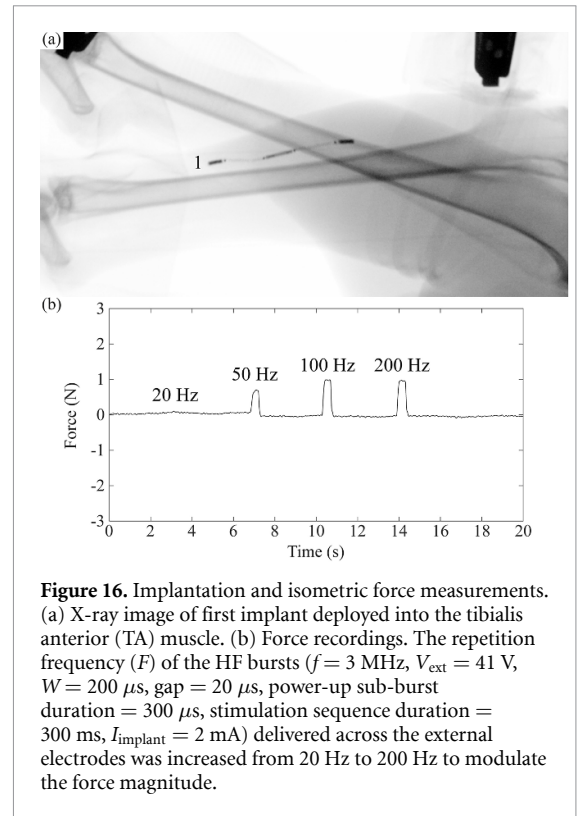 (a)
1
(b)
3
2
1
0
-1
-2
-3
Force (N)
20 Hz
50 Hz
100 Hz
200 Hz
0 2 4 6 8 10 12 14 16 18 20
Time (s)
Figure 16. Implantation and isometric force measurements.
(a) X-ray image of first implant deployed into the tibialis
anterior (TA) muscle. (b) Force recordings. The repetition
frequency (F) of the HF bursts (f = 3 MHz, Vext = 41 V,
W = 200 μs, gap = 20 μs, power-up sub-burst
duration = 300 μs, stimulation sequence duration =
300 ms, Iimplant = 2 mA) delivered across the external
electrodes was increased from 20 Hz to 200 Hz to modulate
the force magnitude.